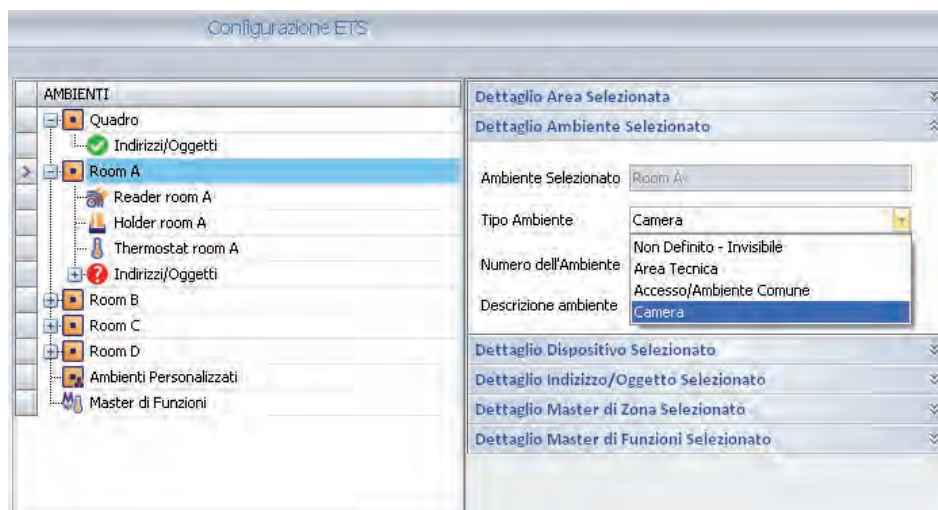 Configurazione ETS
AMBIENTI
Quadro
Indirizzi/Oggetti
Room A
Reader room A
Holder room A
Thermostat room A
Indirizzi/Oggetti
Room B
Room C
Room D
Ambienti Personalizzati
Master di Funzioni
Dettaglio Area Selezionata
Dettaglio Ambiente Selezionato
Ambiente Selezionato Room A
Tipo Ambiente Camera
Non Definito - Invisibile
Numero dell'Ambiente Area Tecnica
Accesso/Ambiente Comune
Descrizione ambiente Camera
Dettaglio Dispositivo Selezionato
Dettaglio Indizizzo/Oggetto Selezionato
Dettaglio Master di Zona Selezionato
Dettaglio Master di Funzioni Selezionato